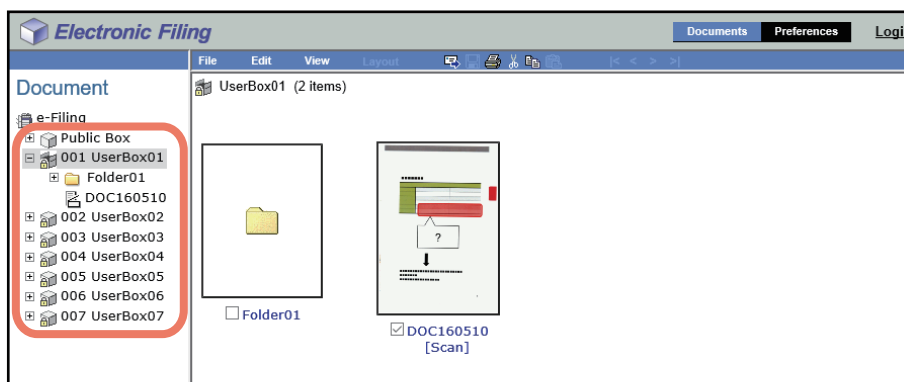 Electronic Filing
Documents
Preferences
Logi
File Edit View Layout |< < > >|
Document
UserBox01 (2 items)
e-Filing
Public Box
001 UserBox01
Folder01
DOC160510
002 UserBox02
003 UserBox03
004 UserBox04
005 UserBox05
006 UserBox06
007 UserBox07
?
Folder01
DOC160510
[Scan]